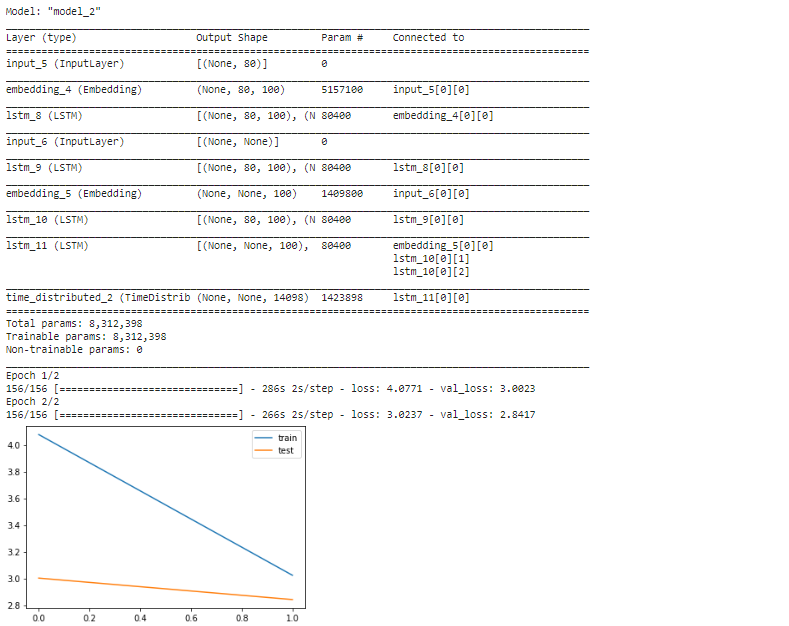 Model: "model_2"
Layer (type) Output Shape Param # Connected to
input_5 (InputLayer) [(None, 80)] 0
embedding_4 (Embedding) (None, 80, 100) 5157100 input_5[0][0]
lstm_8 (LSTM) [(None, 80, 100), (N 80400 embedding_4[0][0]
input_6 (InputLayer) [(None, None)] 0
lstm_9 (LSTM) [(None, 80, 100), (N 80400 lstm_8[0][0]
embedding_5 (Embedding) (None, None, 100) 1409800 input_6[0][0]
lstm_10 (LSTM) [(None, 80, 100), (N 80400 lstm_9[0][0]
lstm_11 (LSTM) [(None, None, 100), 80400 embedding_5[0][0]
lstm_10[0][1]
lstm_10[0][2]
time_distributed_2 (TimeDistrib (None, None, 14098) 1423898 lstm_11[0][0]
Total params: 8,312,398
Trainable params: 8,312,398
Non-trainable params: 0
Epoch 1/2
156/156 [==============================] - 286s 2s/step - loss: 4.0771 - val_loss: 3.0023
Epoch 2/2
156/156 [==============================] - 266s 2s/step - loss: 3.0237 - val_loss: 2.8417
train
test
4.0
3.8
3.6
3.4
3.2
3.0
2.8
0.0 0.2 0.4 0.6 0.8 1.0